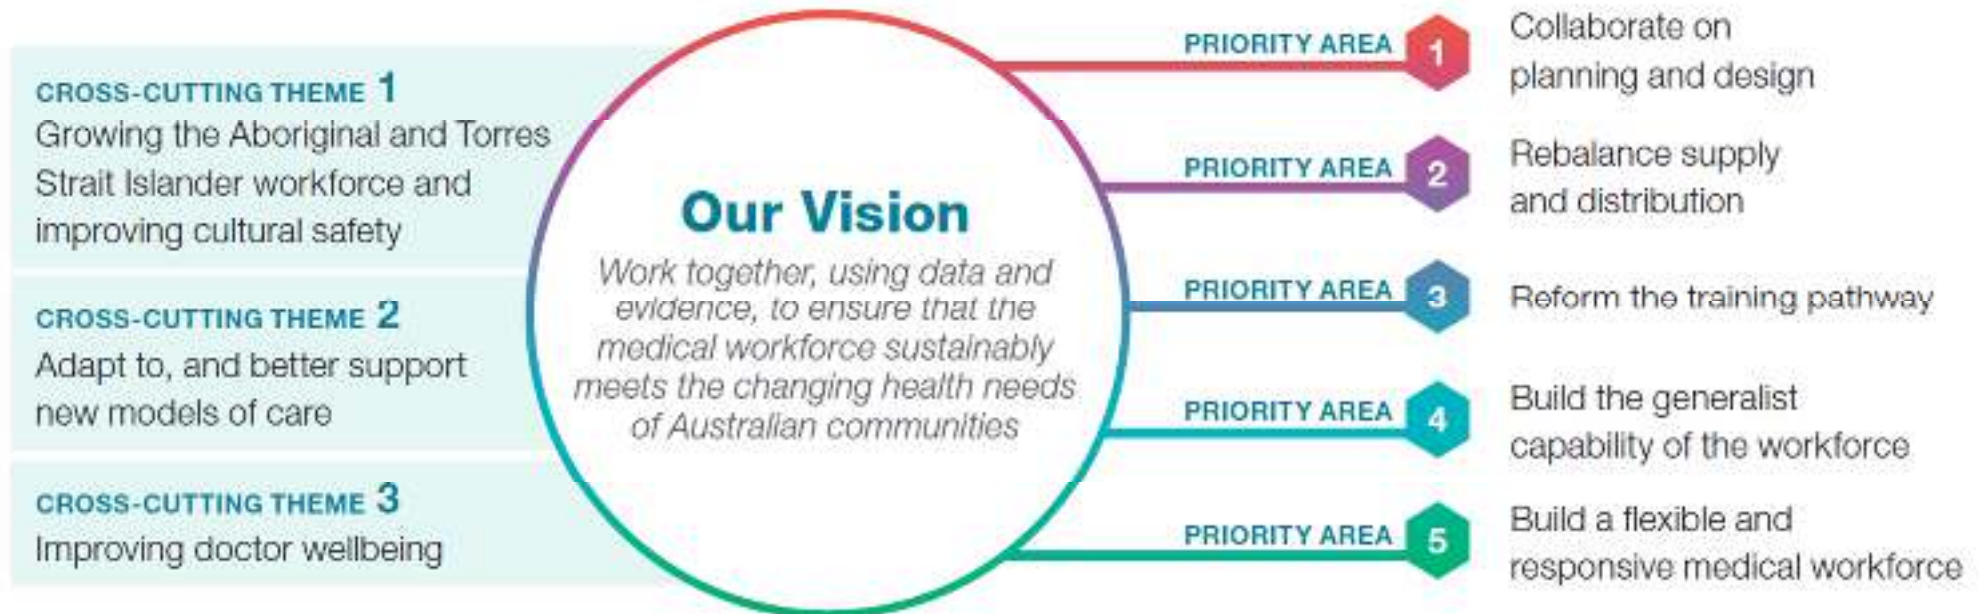 CROSS-CUTTING THEME 1
Growing the Aboriginal and Torres
Strait Islander workforce and
improving cultural safety
CROSS-CUTTING THEME 2
Adapt to, and better support
new models of care
CROSS-CUTTING THEME 3
Improving doctor wellbeing
Our Vision
Work together, using data and
evidence, to ensure that the
medical workforce sustainably
meets the changing health needs
of Australian communities
PRIORITY AREA 1
Collaborate on
planning and design
PRIORITY AREA 2
Rebalance supply
and distribution
PRIORITY AREA 3
Reform the training pathway
PRIORITY AREA 4
Build the generalist
capability of the workforce
PRIORITY AREA 5
Build a flexible and
responsive medical workforce